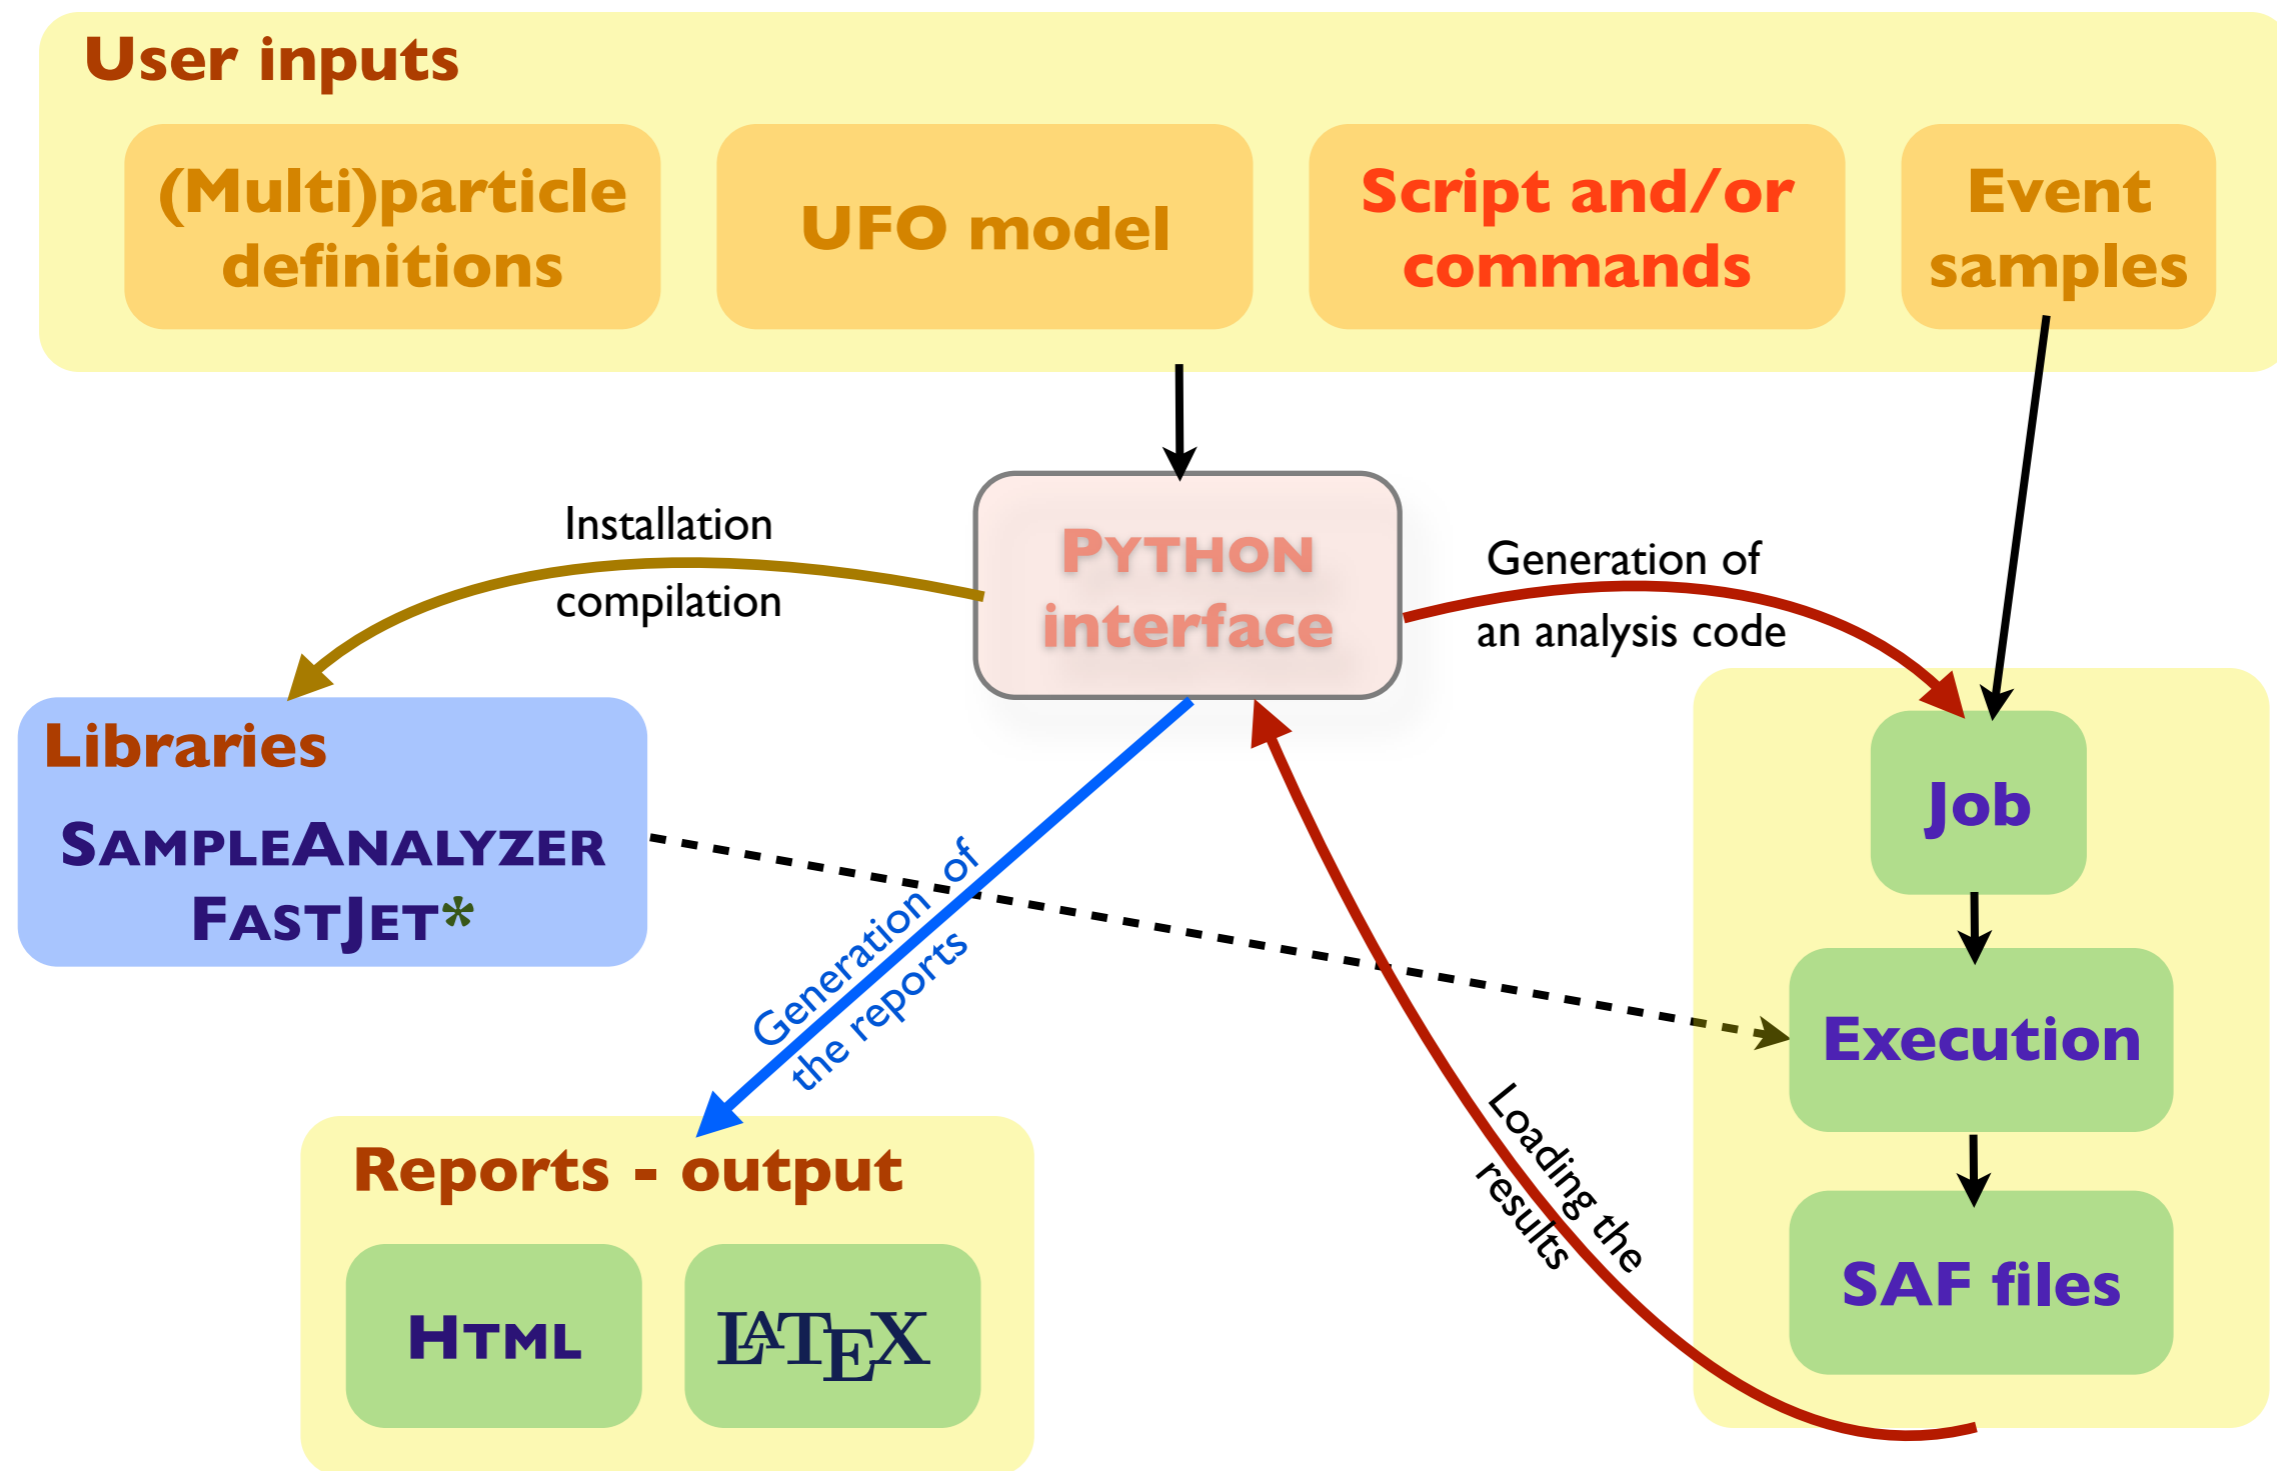 User inputs
(Multi)particle
definitions
UFO model
Script and/or
commands
Event
samples
Installation
compilation
PYTHON
interface
Generation of
an analysis code
Libraries
SAMPLEANALYZER
FASTJET*
Job
Generation of
the reports
Execution
Loading the
results
Reports - output
HTML
LATEX
SAF files